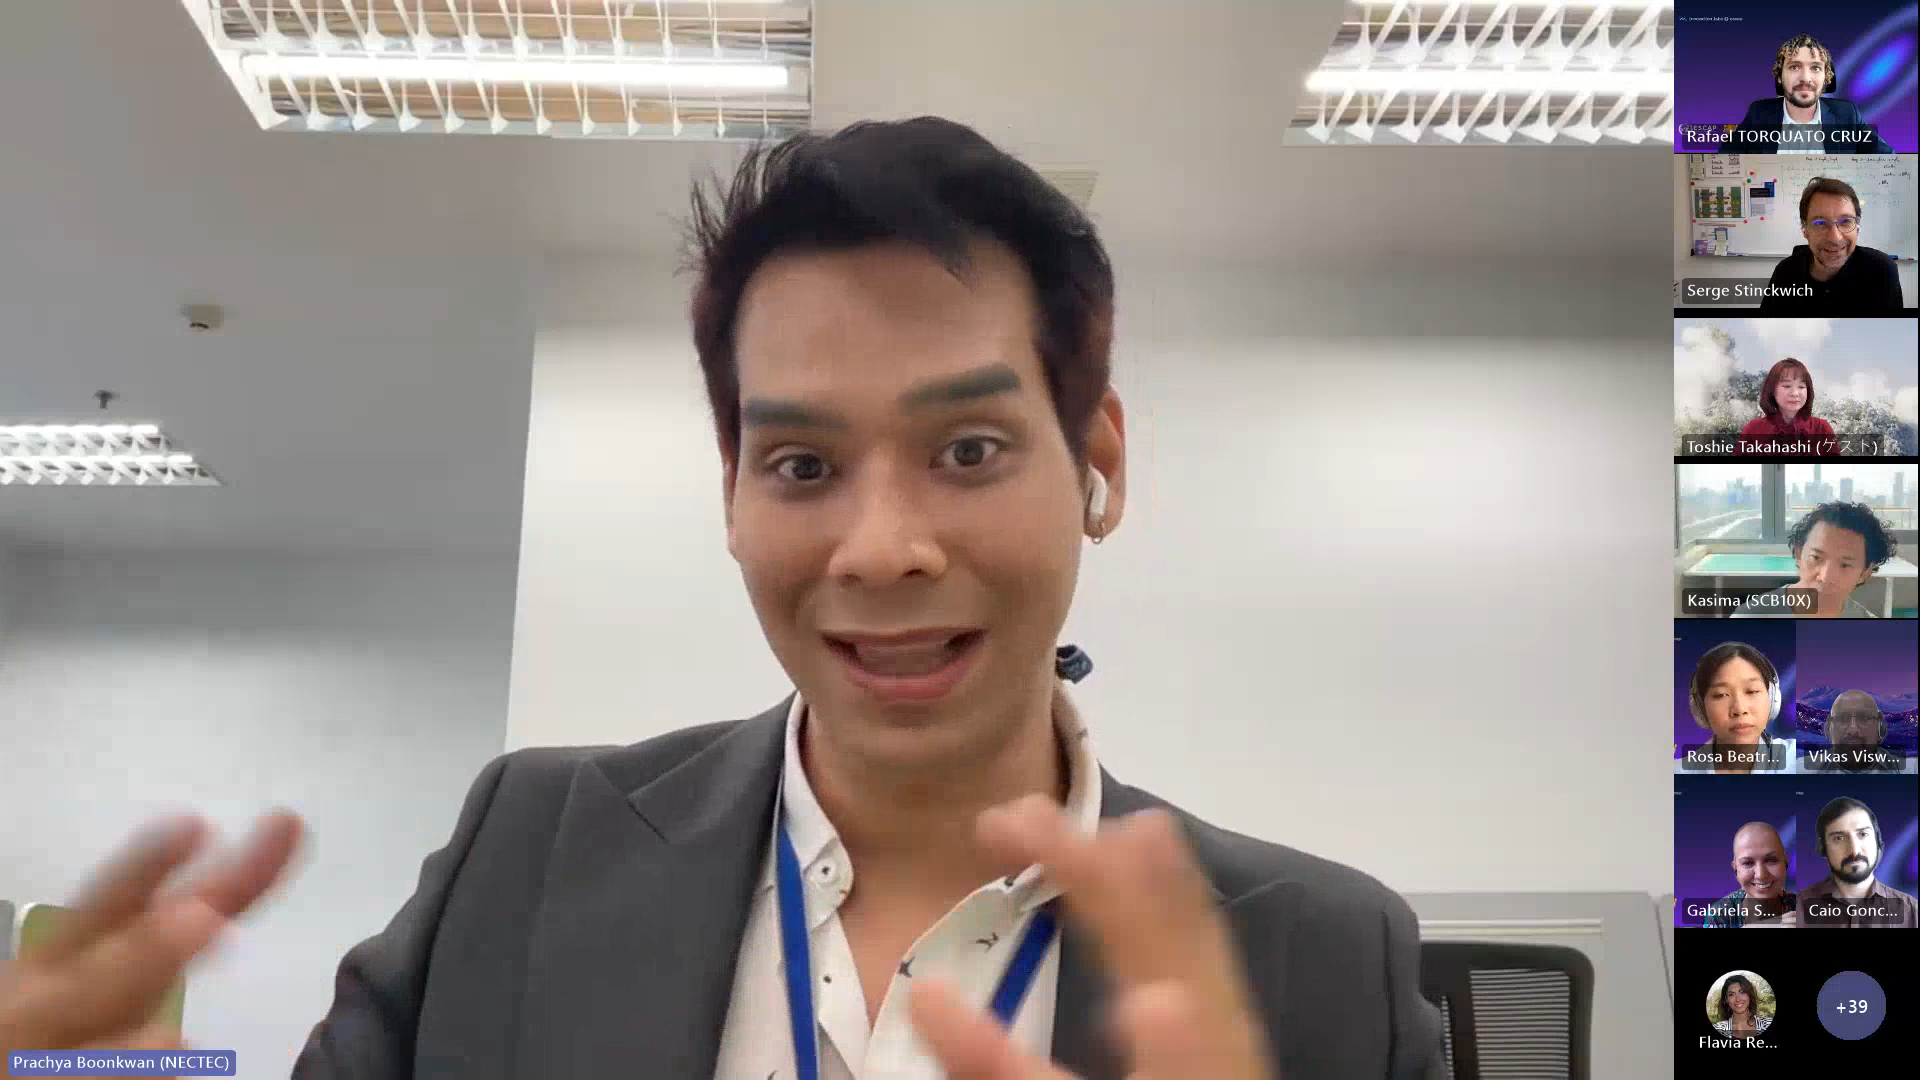 Rafael TORQUATO CRUZ
Serge Stinckwich
Toshie Takahashi (ゲスト)
Kasima (SCB10X)
Rosa Beatr...
Vikas Visw...
Gabriela S...
Caio Gonc...
Flavia Re...
+39
Prachya Boonkwan (NECTEC)